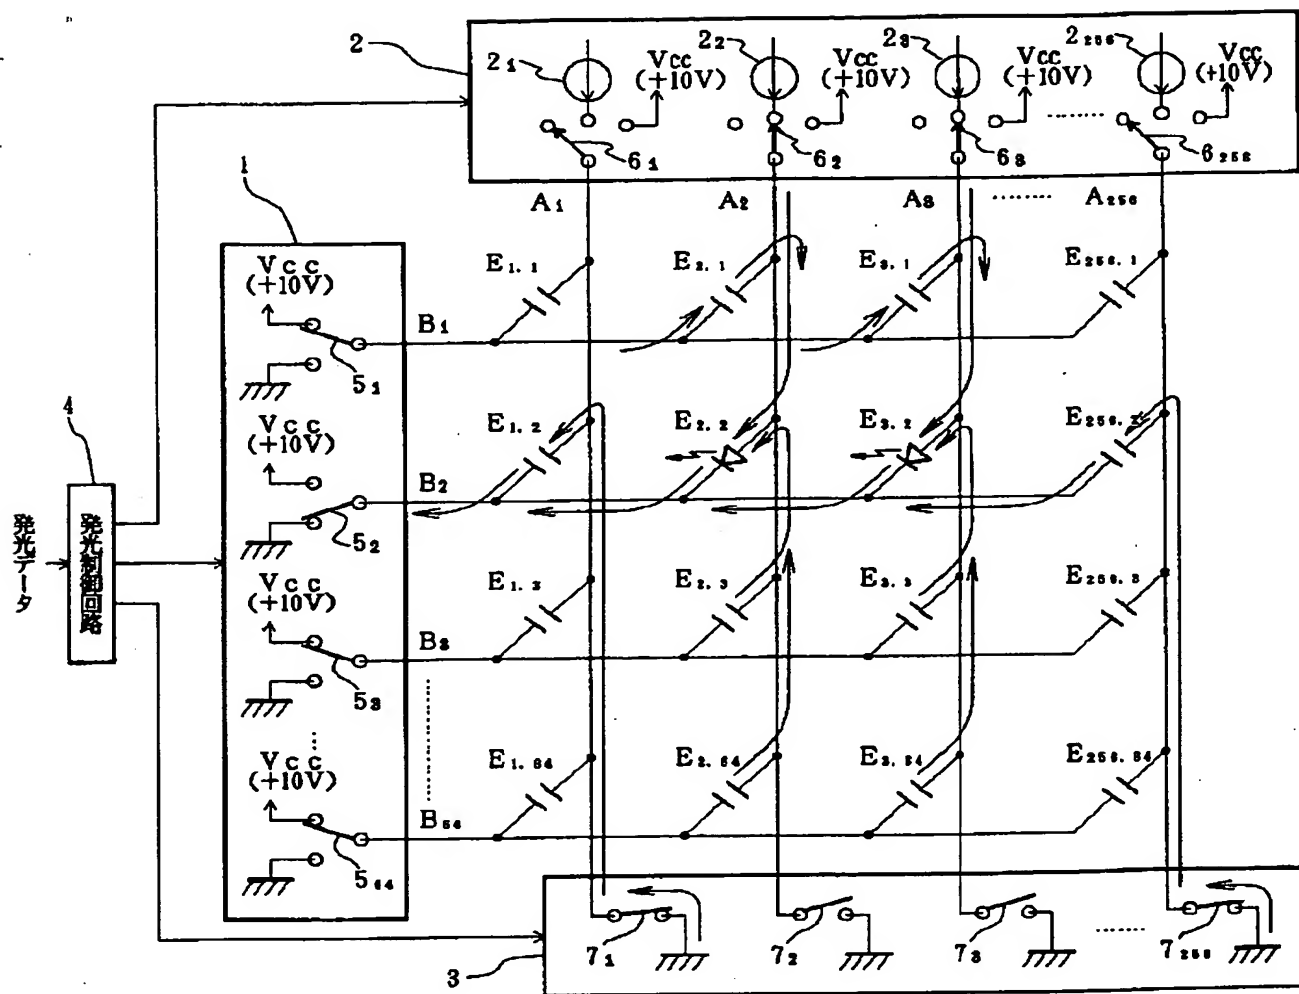 2
2₁
2₂
2₃
2₂₅₆
Vcc
(+10V)
Vcc
(+10V)
Vcc
(+10V)
Vcc
(+10V)
6₁
6₂
6₃
6₂₅₆
1
A₁
A₂
A₃
A₂₅₆
Vcc
(+10V)
B₁
5₁
E₁.₁
E₂.₁
E₃.₁
E₂₅₆.₁
4
Vcc
(+10V)
B₂
5₂
E₁.₂
E₂.₂
E₃.₂
E₂₅₆.₂
発光データ
発光制御回路
Vcc
(+10V)
B₃
5₃
E₁.₃
E₂.₃
E₃.₃
E₂₅₆.₃
Vcc
(+10V)
B₆₄
5₆₄
E₁.₆₄
E₂.₆₄
E₃.₆₄
E₂₅₆.₆₄
3
7₁
7₂
7₃
7₂₅₆